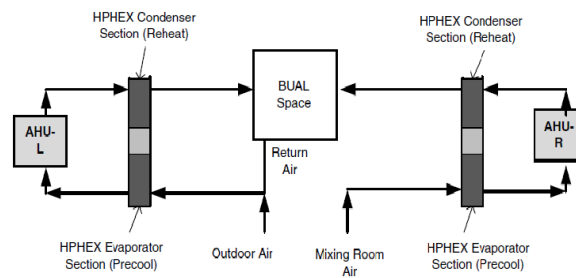 HPHEX Condenser
Section (Reheat)
HPHEX Condenser
Section (Reheat)
BUAL
Space
AHU-
L
AHU-
R
Return
Air
HPHEX Evaporator
Section (Precool)
Outdoor Air
Mixing Room
Air
HPHEX Evaporator
Section (Precool)